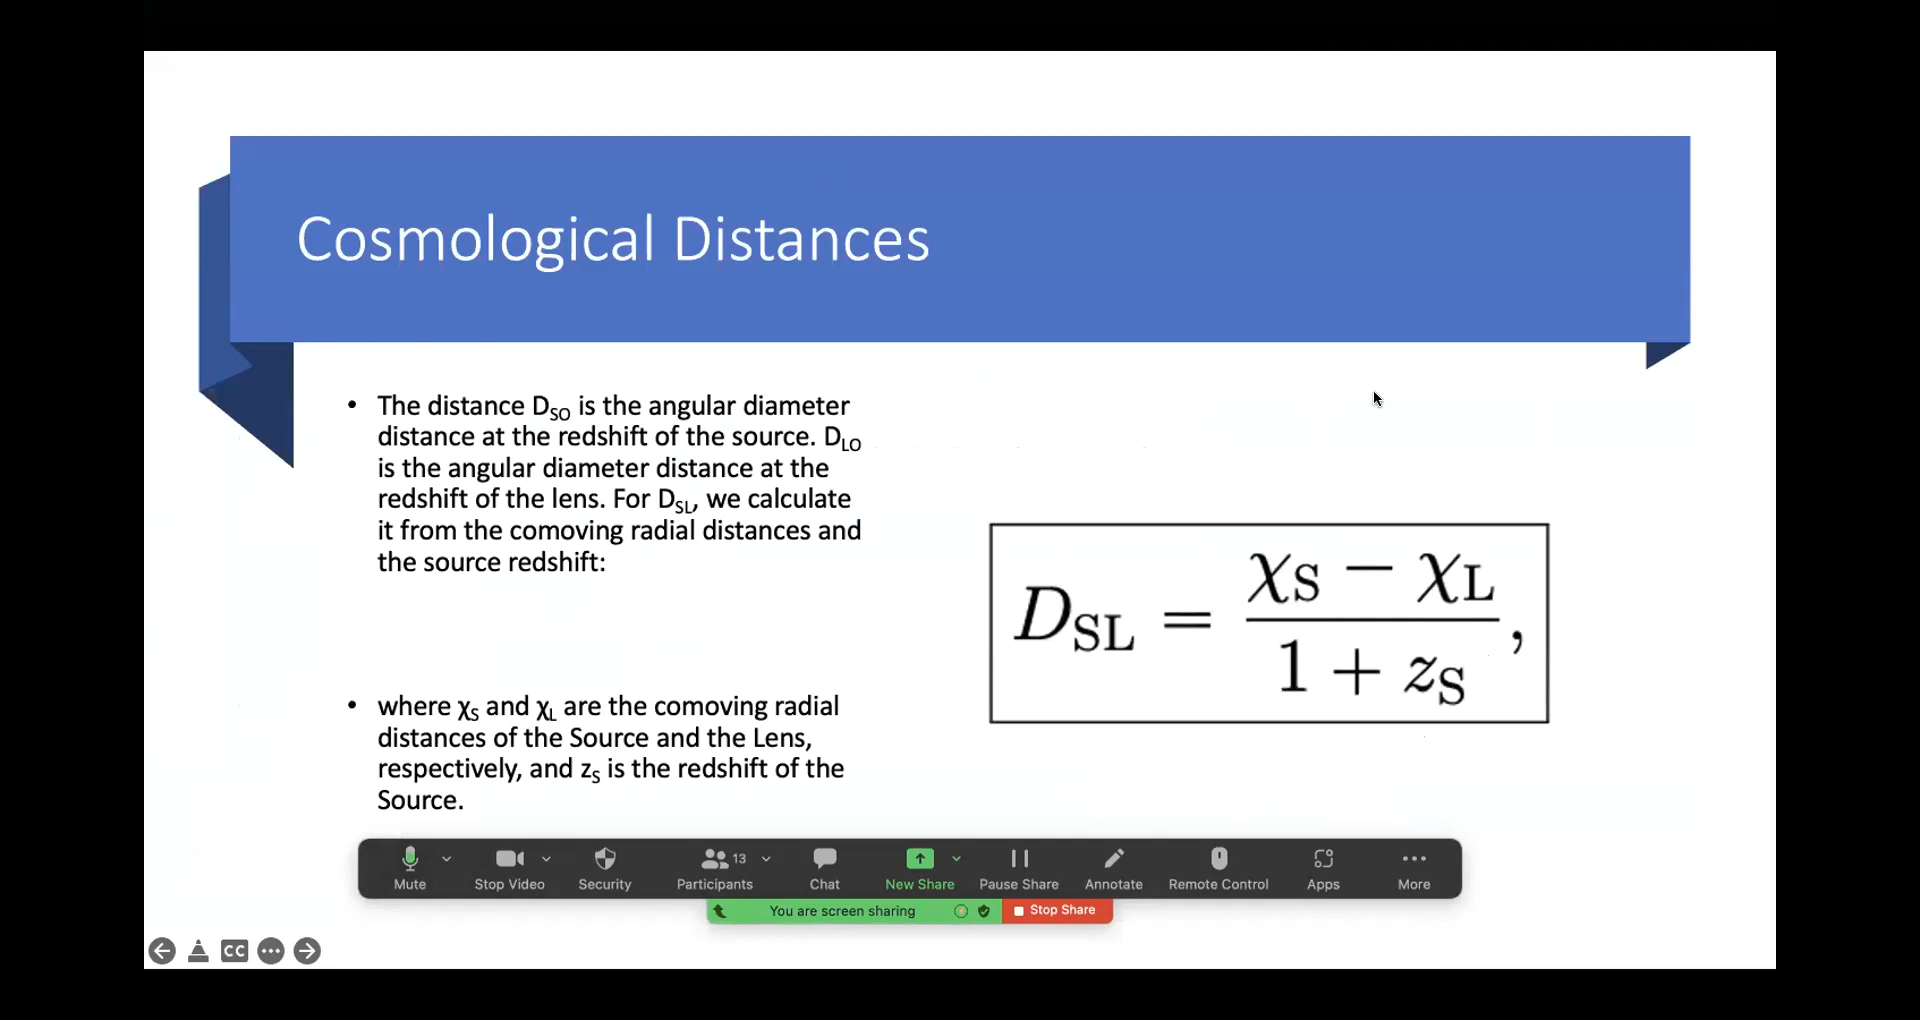 Cosmological Distances
• The distance D_SO is the angular diameter
distance at the redshift of the source. D_LO
is the angular diameter distance at the
redshift of the lens. For D_SL, we calculate
it from the comoving radial distances and
the source redshift:
D_SL = (χ_S − χ_L) / (1 + z_S),
• where χ_S and χ_L are the comoving radial
distances of the Source and the Lens,
respectively, and z_S is the redshift of the
Source.
13
Mute Stop Video Security Participants Chat New Share Pause Share Annotate Remote Control Apps More
You are screen sharing Stop Share
CC